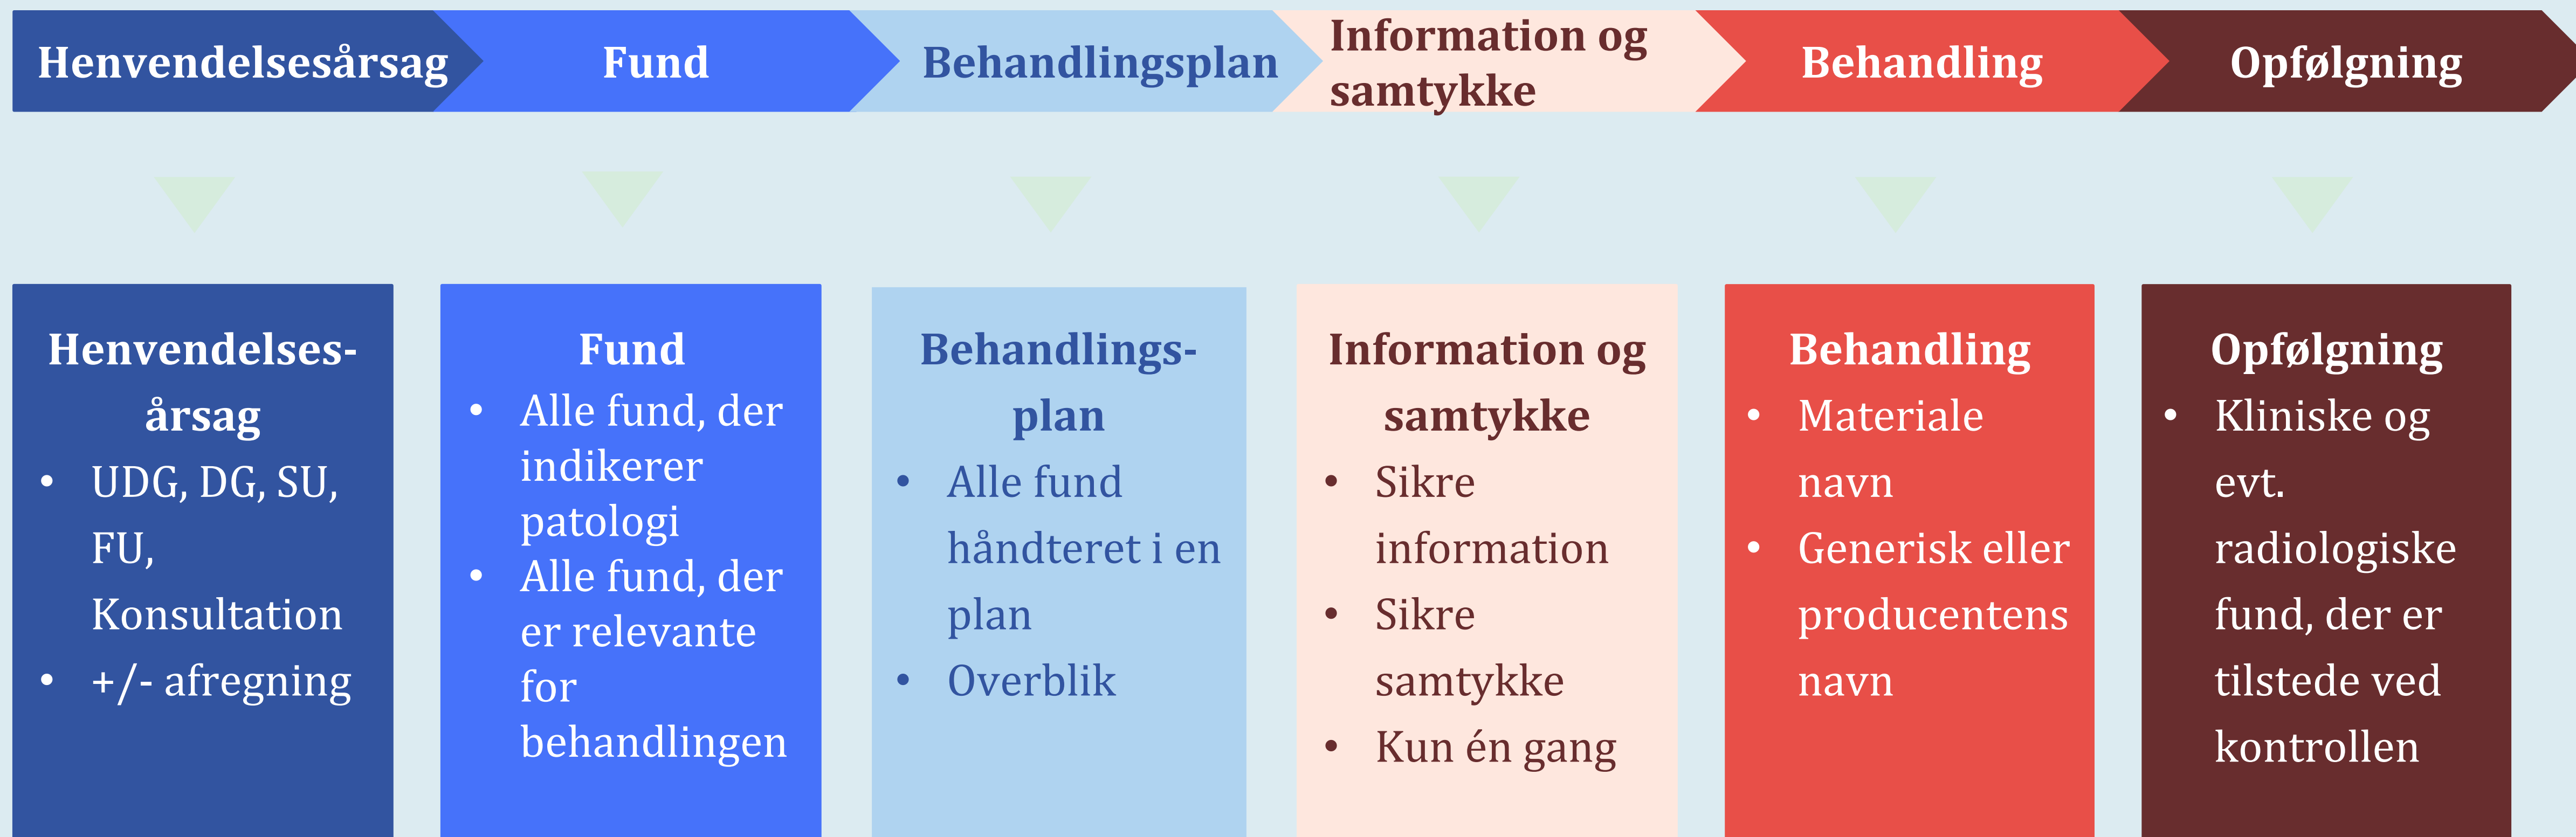 Henvendelsesårsag
Fund
Behandlingsplan
Information og
samtykke
Behandling
Opfølgning
Henvendelses-
årsag
• UDG, DG, SU,
FU,
Konsultation
• +/- afregning
Fund
• Alle fund, der
indikerer
patologi
• Alle fund, der
er relevante
for
behandlingen
Behandlings-
plan
• Alle fund
håndteret i en
plan
• Overblik
Information og
samtykke
• Sikre
information
• Sikre
samtykke
• Kun én gang
Behandling
• Materiale
navn
• Generisk eller
producentens
navn
Opfølgning
• Kliniske og
evt.
radiologiske
fund, der er
tilstede ved
kontrollen